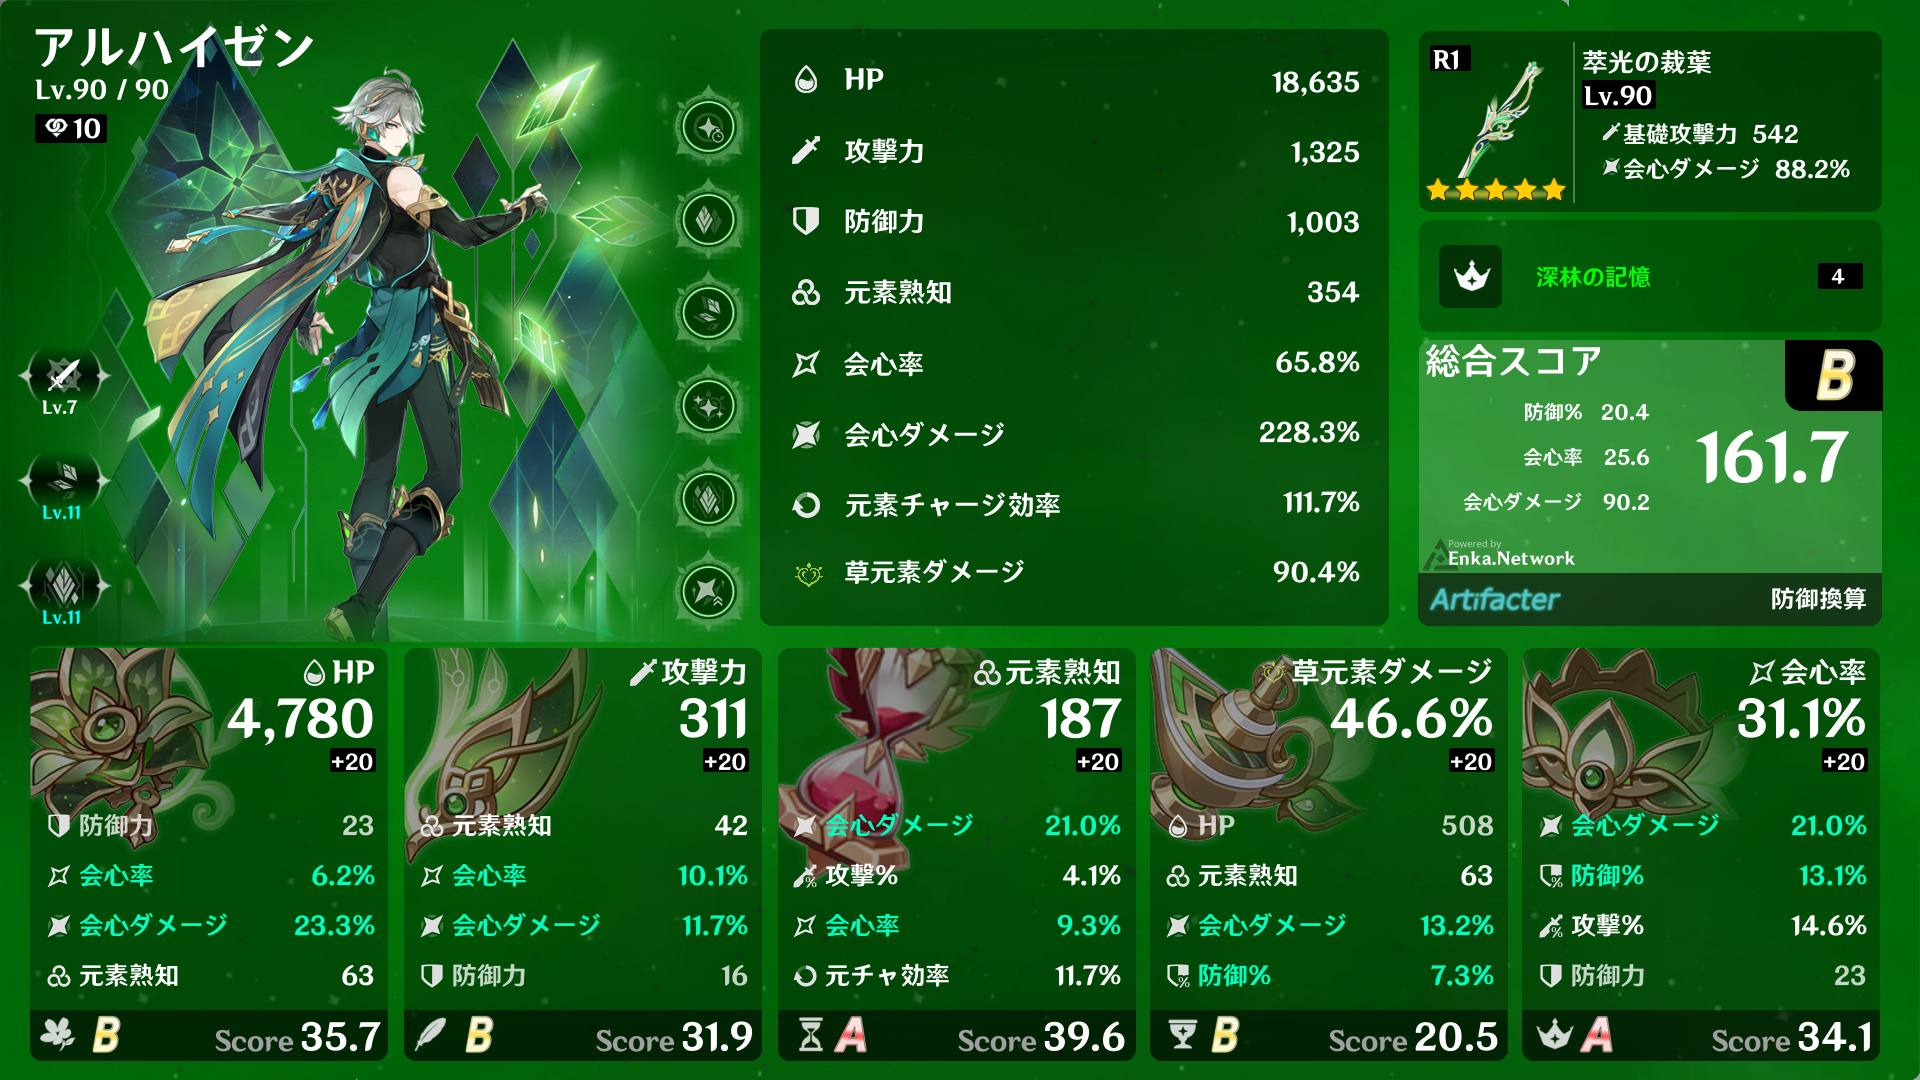 アルハイゼン
Lv.90 / 90
10
Lv.7
Lv.11
Lv.11
HP 18,635
攻撃力 1,325
防御力 1,003
元素熟知 354
会心率 65.8%
会心ダメージ 228.3%
元素チャージ効率 111.7%
草元素ダメージ 90.4%
R1
萃光の裁葉
Lv.90
基礎攻撃力 542
会心ダメージ 88.2%
深林の記憶 4
総合スコア B
防御% 20.4
会心率 25.6
会心ダメージ 90.2
161.7
Powered by
Enka.Network
Artifacter 防御換算
HP
4,780
+20
防御力 23
会心率 6.2%
会心ダメージ 23.3%
元素熟知 63
B Score 35.7
攻撃力
311
+20
元素熟知 42
会心率 10.1%
会心ダメージ 11.7%
防御力 16
B Score 31.9
元素熟知
187
+20
会心ダメージ 21.0%
攻撃% 4.1%
会心率 9.3%
元チャ効率 11.7%
A Score 39.6
草元素ダメージ
46.6%
+20
HP 508
元素熟知 63
会心ダメージ 13.2%
防御% 7.3%
B Score 20.5
会心率
31.1%
+20
会心ダメージ 21.0%
防御% 13.1%
攻撃% 14.6%
防御力 23
A Score 34.1